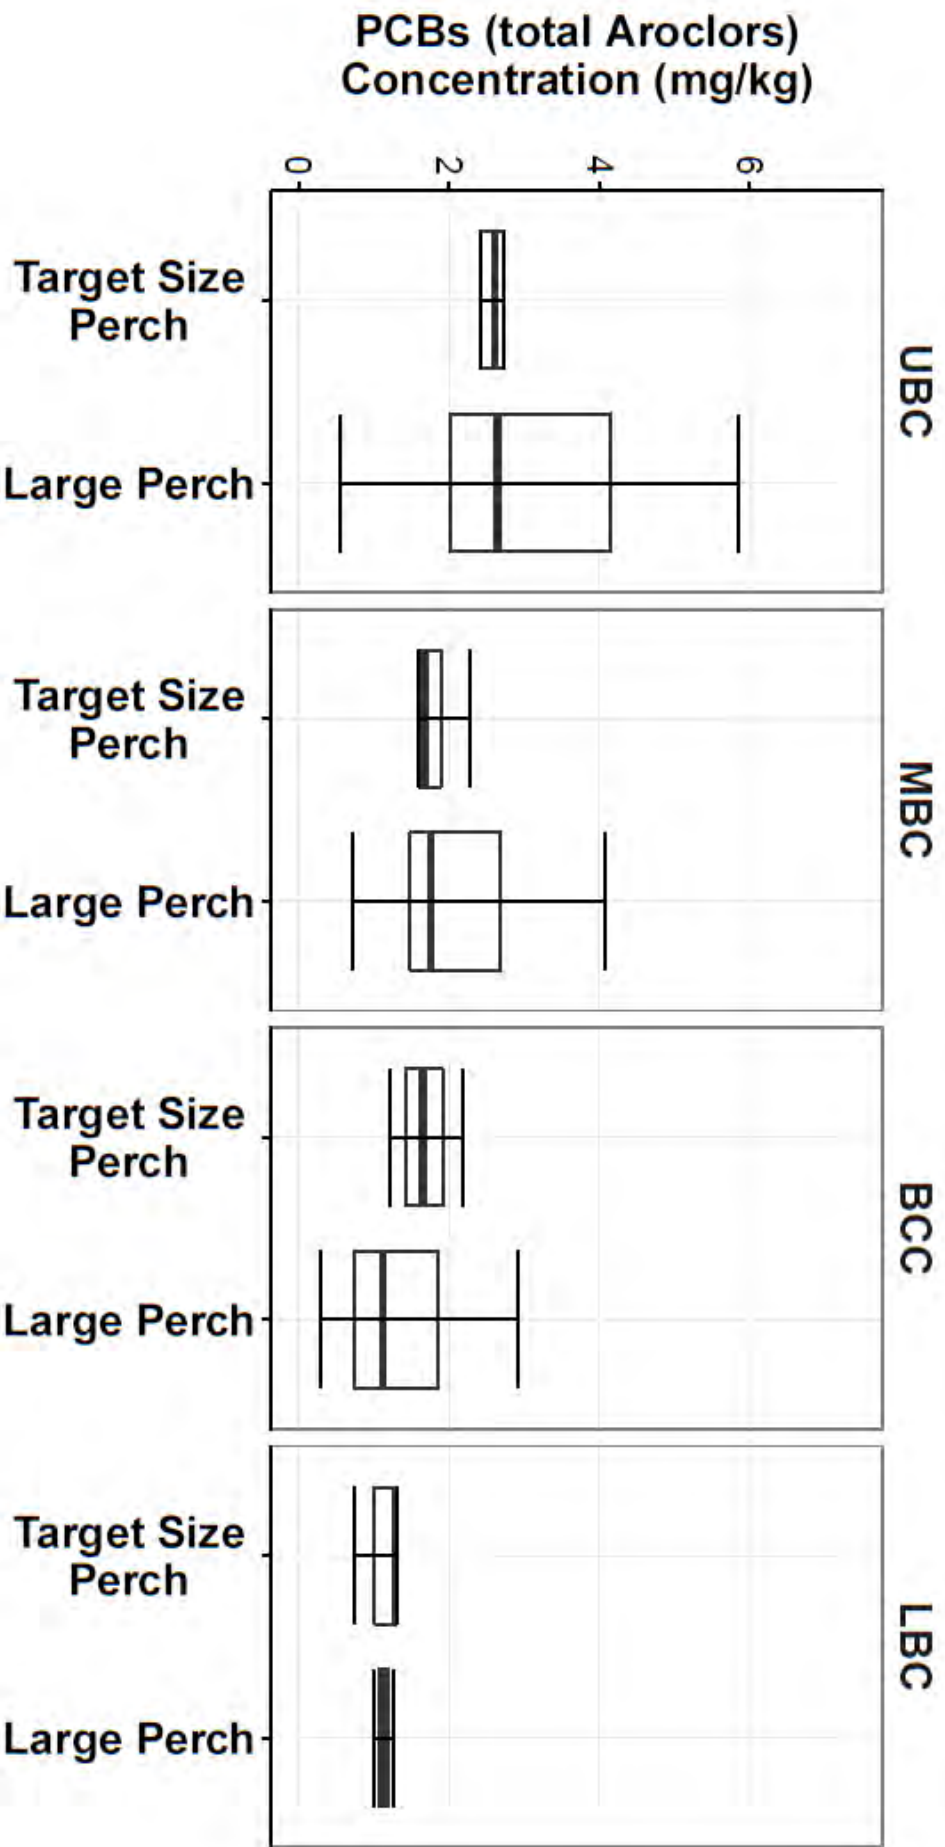 PCBs (total Aroclors)
Concentration (mg/kg)
0
2
4
6
UBC
Target Size
Perch
Large Perch
MBC
Target Size
Perch
Large Perch
BCC
Target Size
Perch
Large Perch
LBC
Target Size
Perch
Large Perch